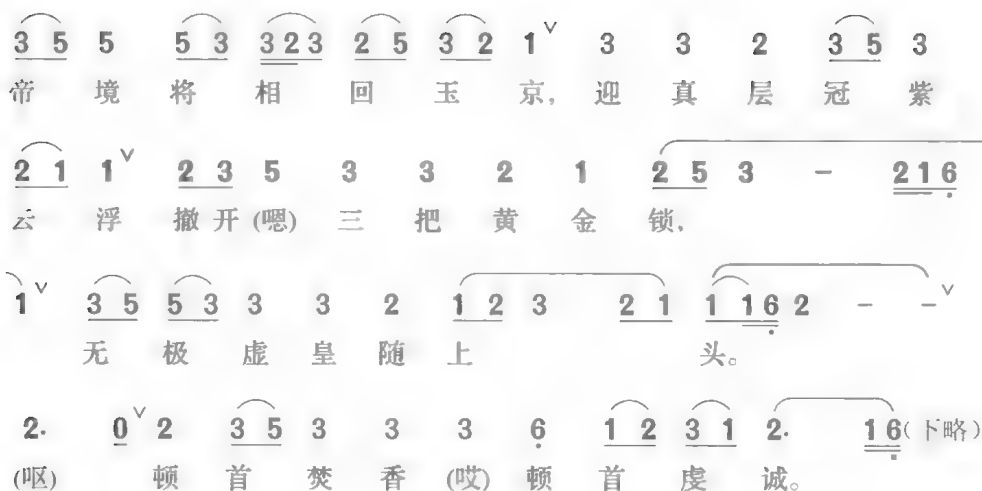 3 5 5 5 3 3 2 3 2 5 3 2 1 ∨ 3 3 2 3 5 3
帝 境 将 相 回 玉 京, 迎 真 层 冠 紫
2 1 1 ∨ 2 3 5 3 3 2 1 2 5 3 - 2 1 6
云 浮 撤 开 (嗯) 三 把 黄 金 锁,
1 ∨ 3 5 5 3 3 3 2 1 2 3 2 1 1 1 6 2 - - ∨
无 极 虚 皇 随 上 头。
2. 0 ∨ 2 3 5 3 3 3 6 1 2 3 1 2. 1 6 (下略)
(呕) 顿 首 焚 香 (哎) 顿 首 虔 诚。